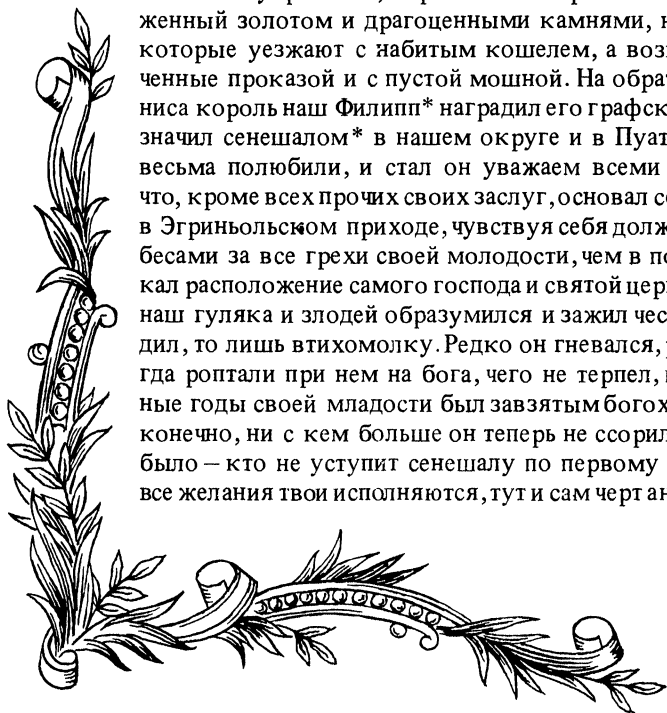 женный золотом и драгоценными камнями,
которые уезжают с набитым кошелем, а воз
ченные проказой и с пустой мошной. На обра
ниса король наш Филипп* наградил его графск
значил сенешалом* в нашем округе и в Пуат
весьма полюбили, и стал он уважаем всеми
что, кроме всех прочих своих заслуг, основал
в Эгриньольском приходе, чувствуя себя долж
бесами за все грехи своей молодости, чем в по
кал расположение самого господа и святой цер
наш гуляка и злодей образумился и зажил чес
дил, то лишь втихомолку. Редко он гневался,
гда роптали при нем на бога, чего не терпел,
ные годы своей младости был завзятым богох
конечно, ни с кем больше он теперь не ссорил
было — кто не уступит сенешалу по первому
все желания твои исполняются, тут и сам черт ан